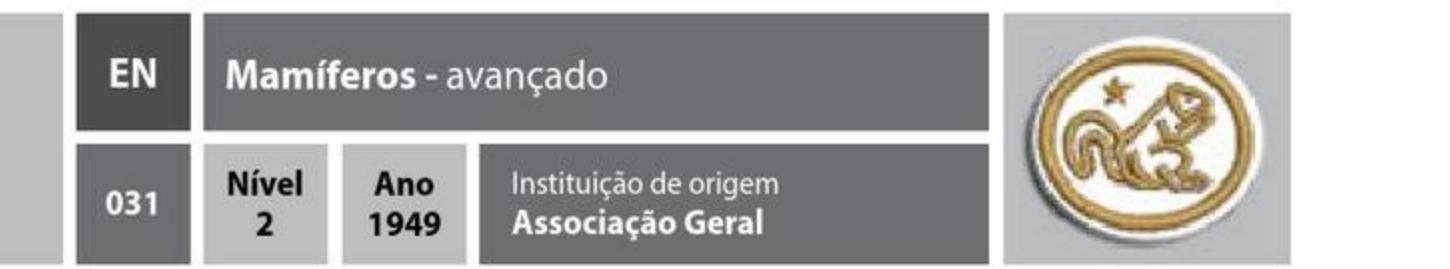 EN
Mamíferos - avançado
031
Nível
2
Ano
1949
Instituição de origem
Associação Geral